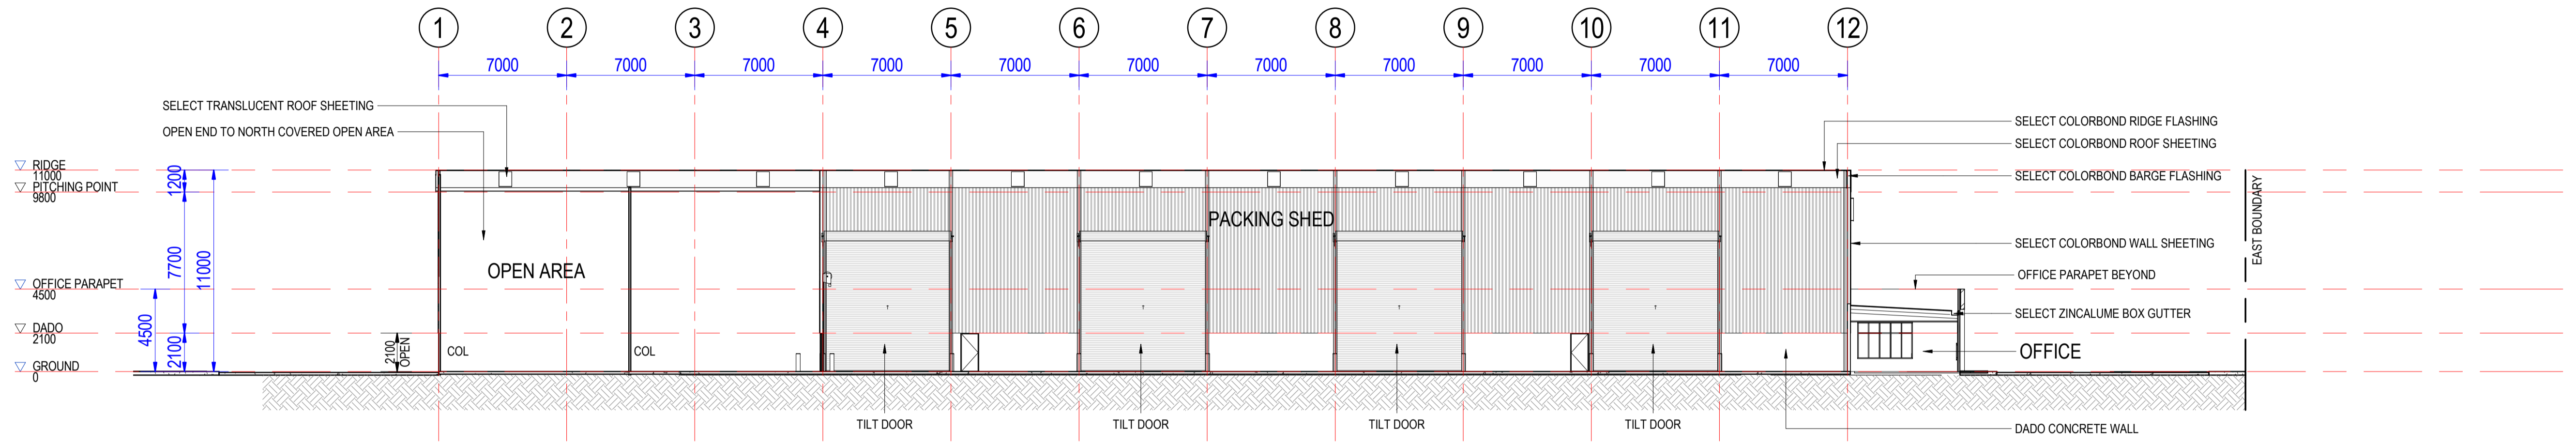 1 2 3 4 5 6 7 8 9 10 11 12
7000 7000 7000 7000 7000 7000 7000 7000 7000 7000 7000
SELECT TRANSLUCENT ROOF SHEETING
OPEN END TO NORTH COVERED OPEN AREA
RIDGE
11000
PITCHING POINT
9800
OFFICE PARAPET
4500
DADO
2100
GROUND
0
1200
7700
11000
4500
2100
2100
OPEN
OPEN AREA
COL
COL
PACKING SHED
TILT DOOR
TILT DOOR
TILT DOOR
TILT DOOR
SELECT COLORBOND RIDGE FLASHING
SELECT COLORBOND ROOF SHEETING
SELECT COLORBOND BARGE FLASHING
SELECT COLORBOND WALL SHEETING
OFFICE PARAPET BEYOND
SELECT ZINCALUME BOX GUTTER
OFFICE
DADO CONCRETE WALL
EAST BOUNDARY